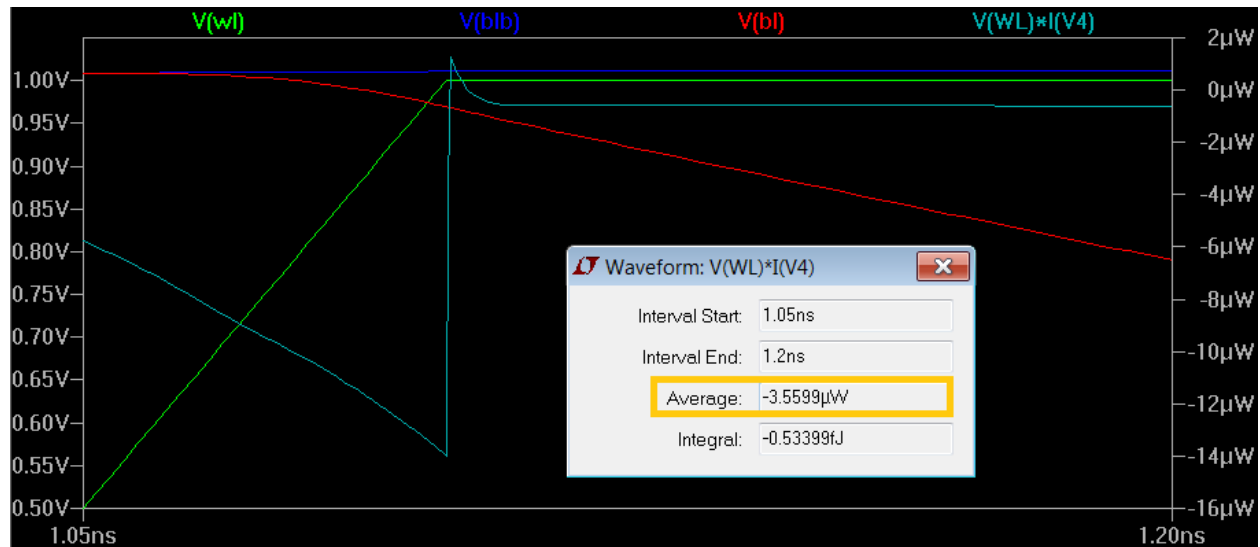 V(wl) V(blb) V(bl) V(WL)*I(V4)
2µW
1.00V 0µW
0.95V
-2µW
0.90V
-4µW
0.85V
0.80V -6µW
Waveform: V(WL)*I(V4)
0.75V -8µW
Interval Start: 1.05ns
0.70V
Interval End: 1.2ns -10µW
0.65V
Average: -3.5599µW -12µW
0.60V
Integral: -0.53399fJ
0.55V -14µW
0.50V -16µW
1.05ns 1.20ns